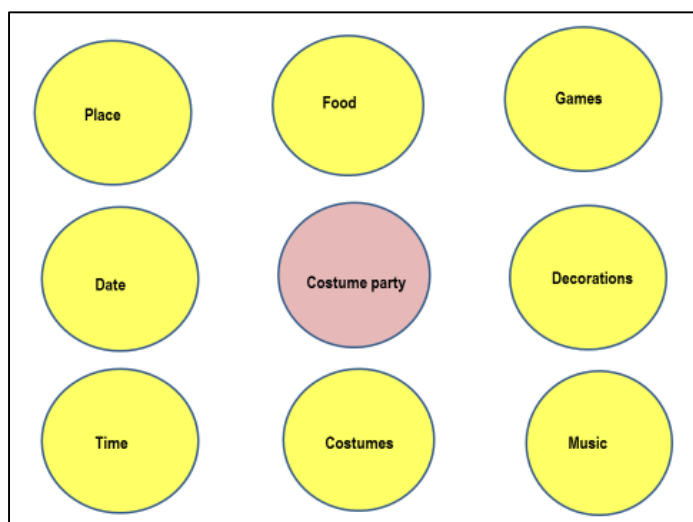 Place
Food
Games
Date
Costume party
Decorations
Time
Costumes
Music